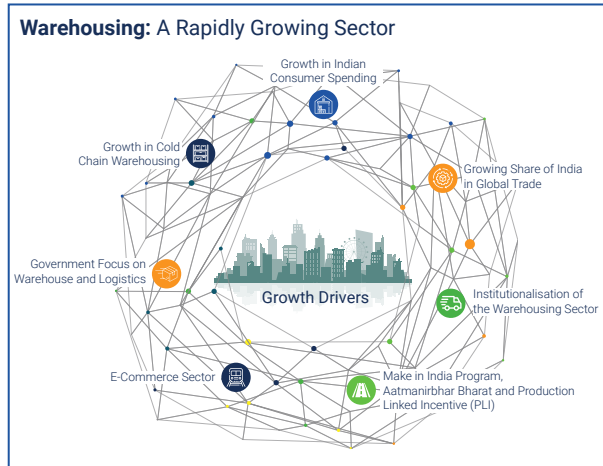 Warehousing: A Rapidly Growing Sector
Growth in Indian
Consumer Spending
Growth in Cold
Chain Warehousing
Growing Share of India
in Global Trade
Government Focus on
Warehouse and Logistics
Growth Drivers
Institutionalisation of
the Warehousing Sector
E-Commerce Sector
Make in India Program,
Aatmanirbhar Bharat and Production
Linked Incentive (PLI)